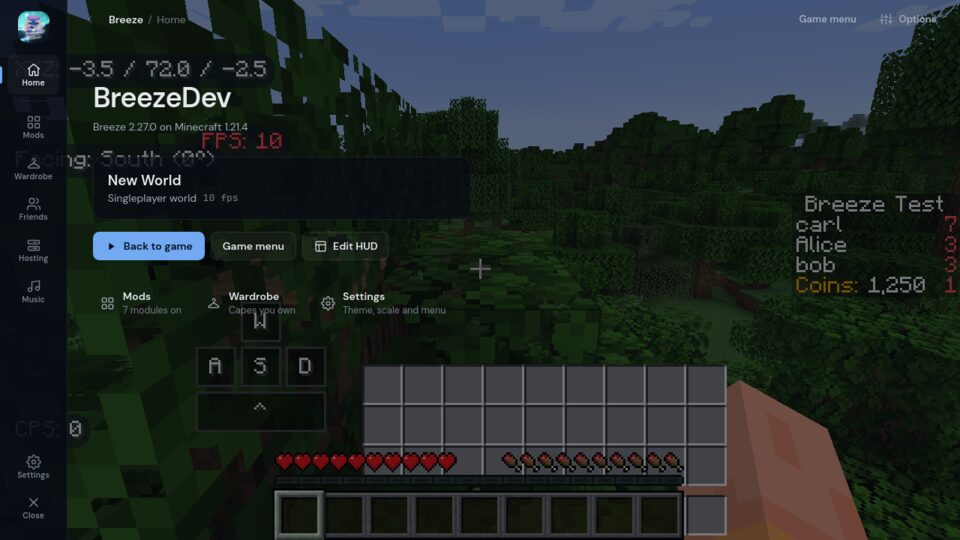 Breeze / Home
Game menu
Options
XYZ: -3.5 / 72.0 / -2.5
Home
BreezeDev
Breeze 2.27.0 on Minecraft 1.21.4
FPS: 10
Mods
Facing: South (0°)
Wardrobe
New World
Singleplayer world 10 fps
Friends
Breeze Test
carl 7
Alice 3
bob 3
Coins: 1,250 1
Hosting
Back to game
Game menu
Edit HUD
Music
Mods
7 modules on
Wardrobe
Capes you own
Settings
Theme, scale and menu
W
A S D
^
CPS: 0
Settings
Close